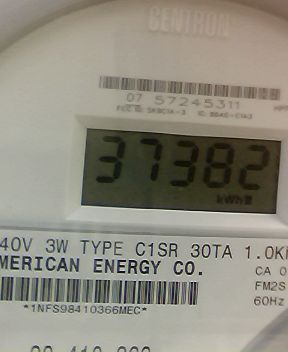 CENTRON
07 57245311
37382
kWh
40V 3W TYPE C1SR 30TA 1.0K
MERICAN ENERGY CO.
CA 0
FM2S
60Hz
*1NFS98410366MEC*